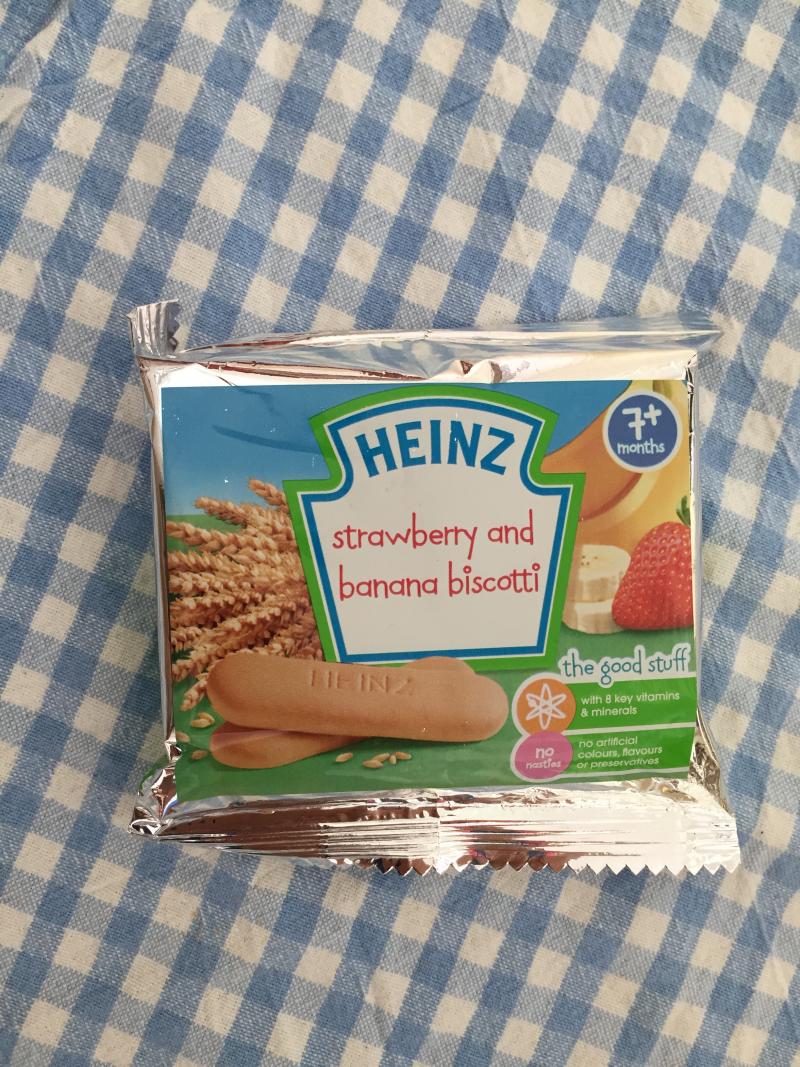 HEINZ
7+
months
strawberry and
banana biscotti
HEINZ
the good stuff
with 8 key vitamins
& minerals
no
nasties
no artificial
colours, flavours
or preservatives